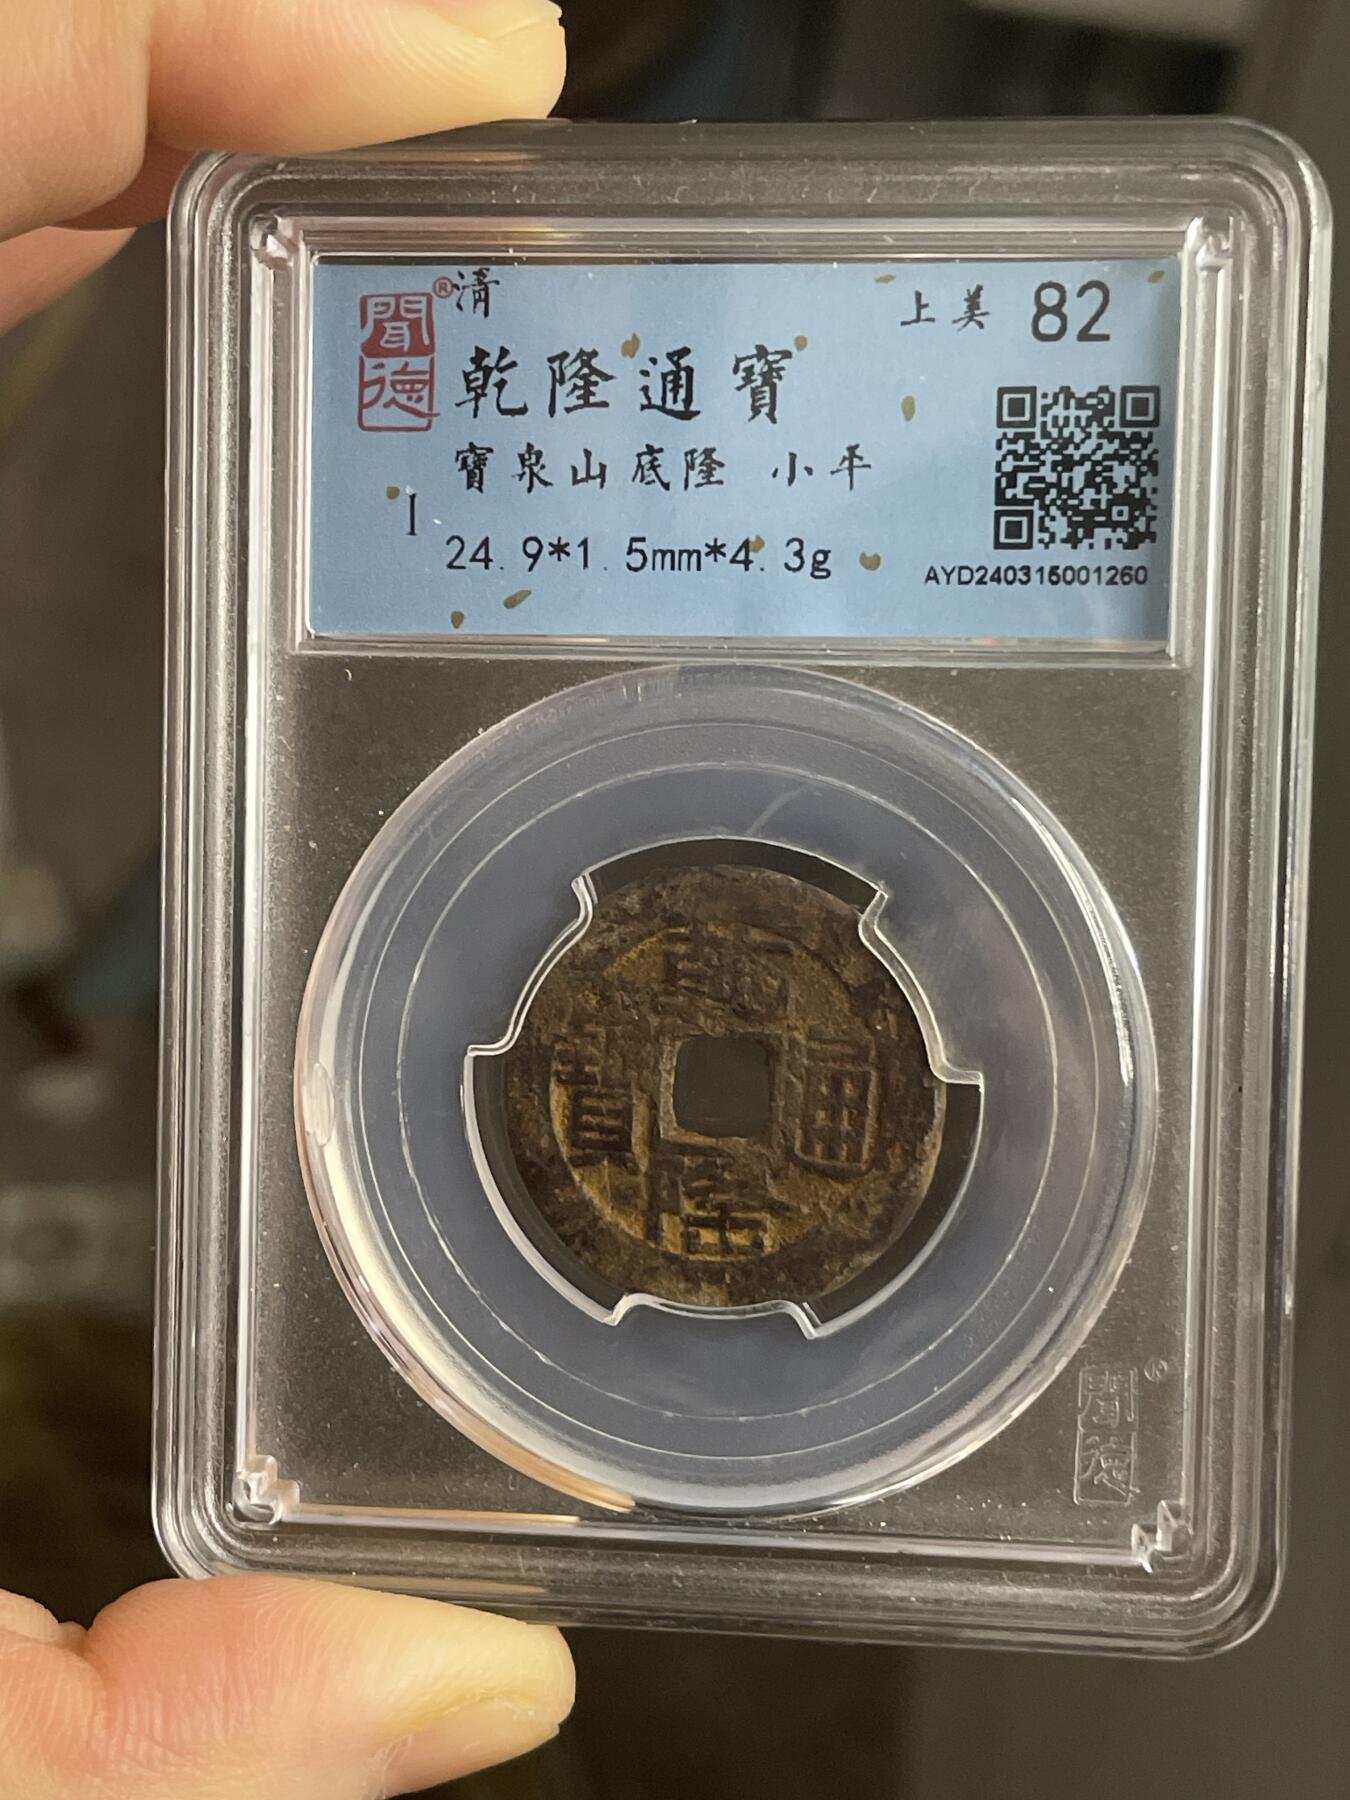 聞德®
清
上美 82
乾隆通寶
寶泉山底隆 小平
I
24.9*1.5mm*4.3g
AYD240315001260
乾隆通寶
聞德®